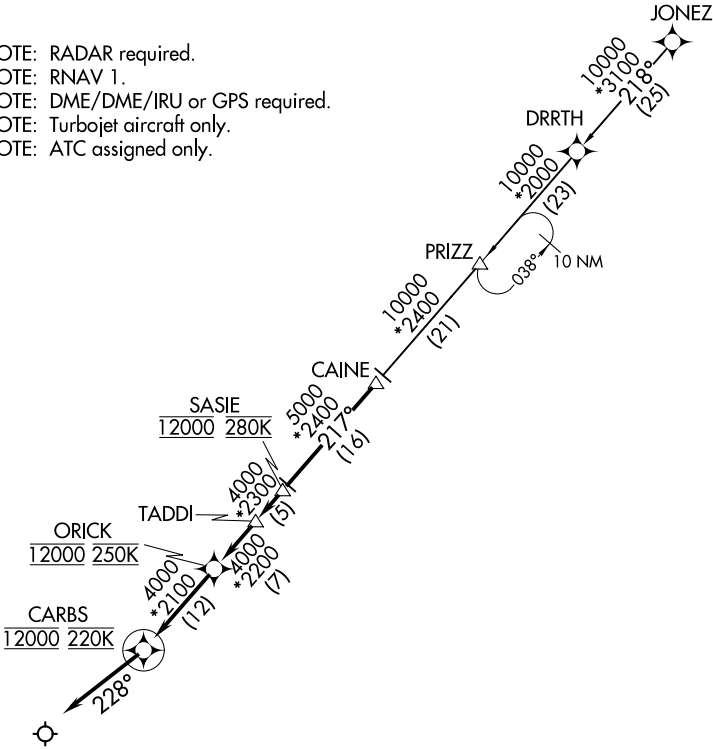 JONEZ
OTE: RADAR required.
OTE: RNAV 1.
OTE: DME/DME/IRU or GPS required.
OTE: Turbojet aircraft only.
OTE: ATC assigned only.
10000
*3100
218°
(25)
DRRTH
10000
*2000
(23)
PRIZZ
038°
10 NM
10000
*2400
(21)
CAINE
5000
*2400
217°
(16)
SASIE
12000 280K
4000
*2300
(5)
TADDI
4000
*2200
(7)
ORICK
12000 250K
4000
*2100
(12)
CARBS
12000 220K
228°